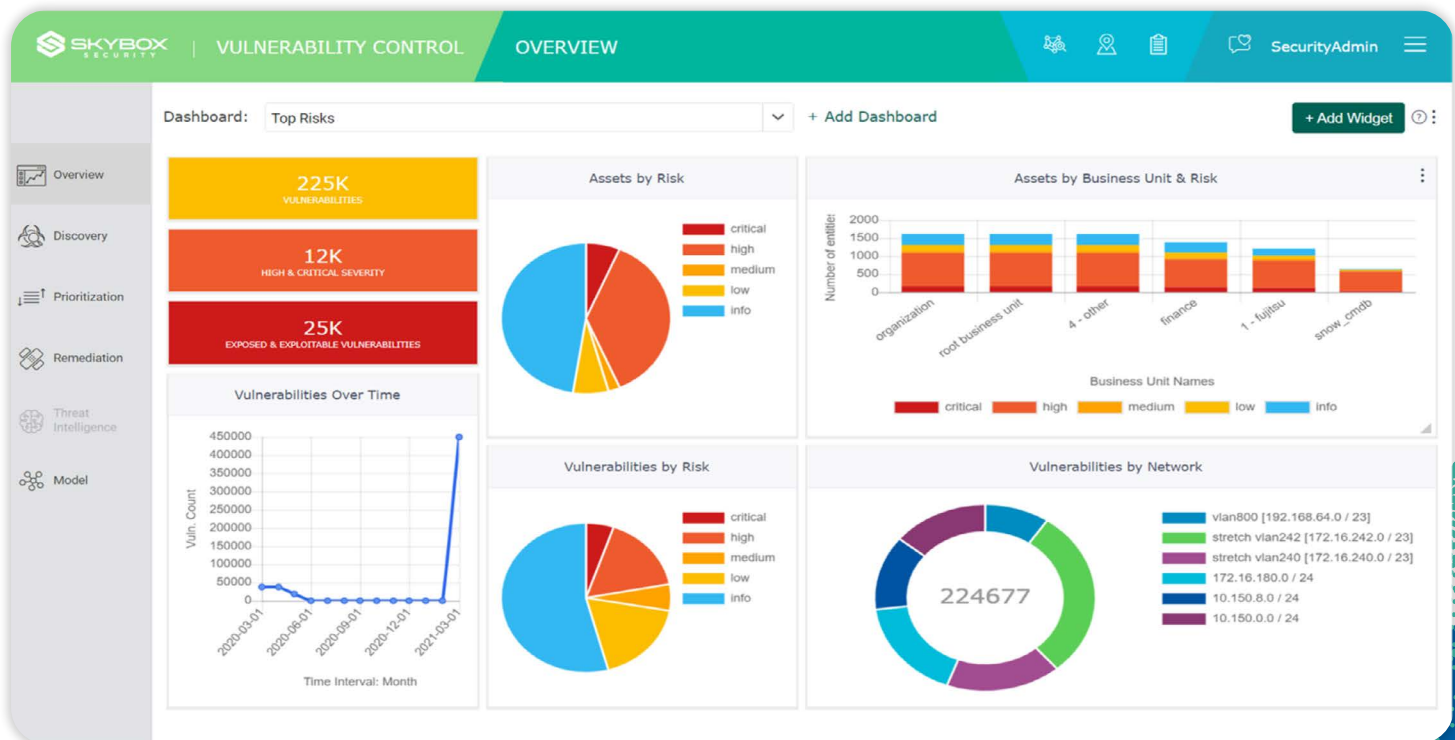 SKYBOX
SECURITY
VULNERABILITY CONTROL
OVERVIEW
SecurityAdmin
Dashboard:
Top Risks
+ Add Dashboard
+ Add Widget
Overview
Discovery
Prioritization
Remediation
Threat
Intelligence
Model
225K
VULNERABILITIES
12K
HIGH & CRITICAL SEVERITY
25K
EXPOSED & EXPLOITABLE VULNERABILITIES
Assets by Risk
critical
high
medium
low
info
Assets by Business Unit & Risk
Number of entities
2000
1500
1000
500
0
organization
root business unit
4 - other
finance
1 - fujitsu
snow_cmdb
Business Unit Names
critical
high
medium
low
info
Vulnerabilities Over Time
Vuln. Count
450000
400000
350000
300000
250000
200000
150000
100000
50000
0
2020-03-01
2020-06-01
2020-09-01
2020-12-01
2021-03-01
Time Interval: Month
Vulnerabilities by Risk
critical
high
medium
low
info
Vulnerabilities by Network
224677
vlan800 [192.168.64.0 / 23]
stretch vlan242 [172.16.242.0 / 23]
stretch vlan240 [172.16.240.0 / 23]
172.16.180.0 / 24
10.150.8.0 / 24
10.150.0.0 / 24